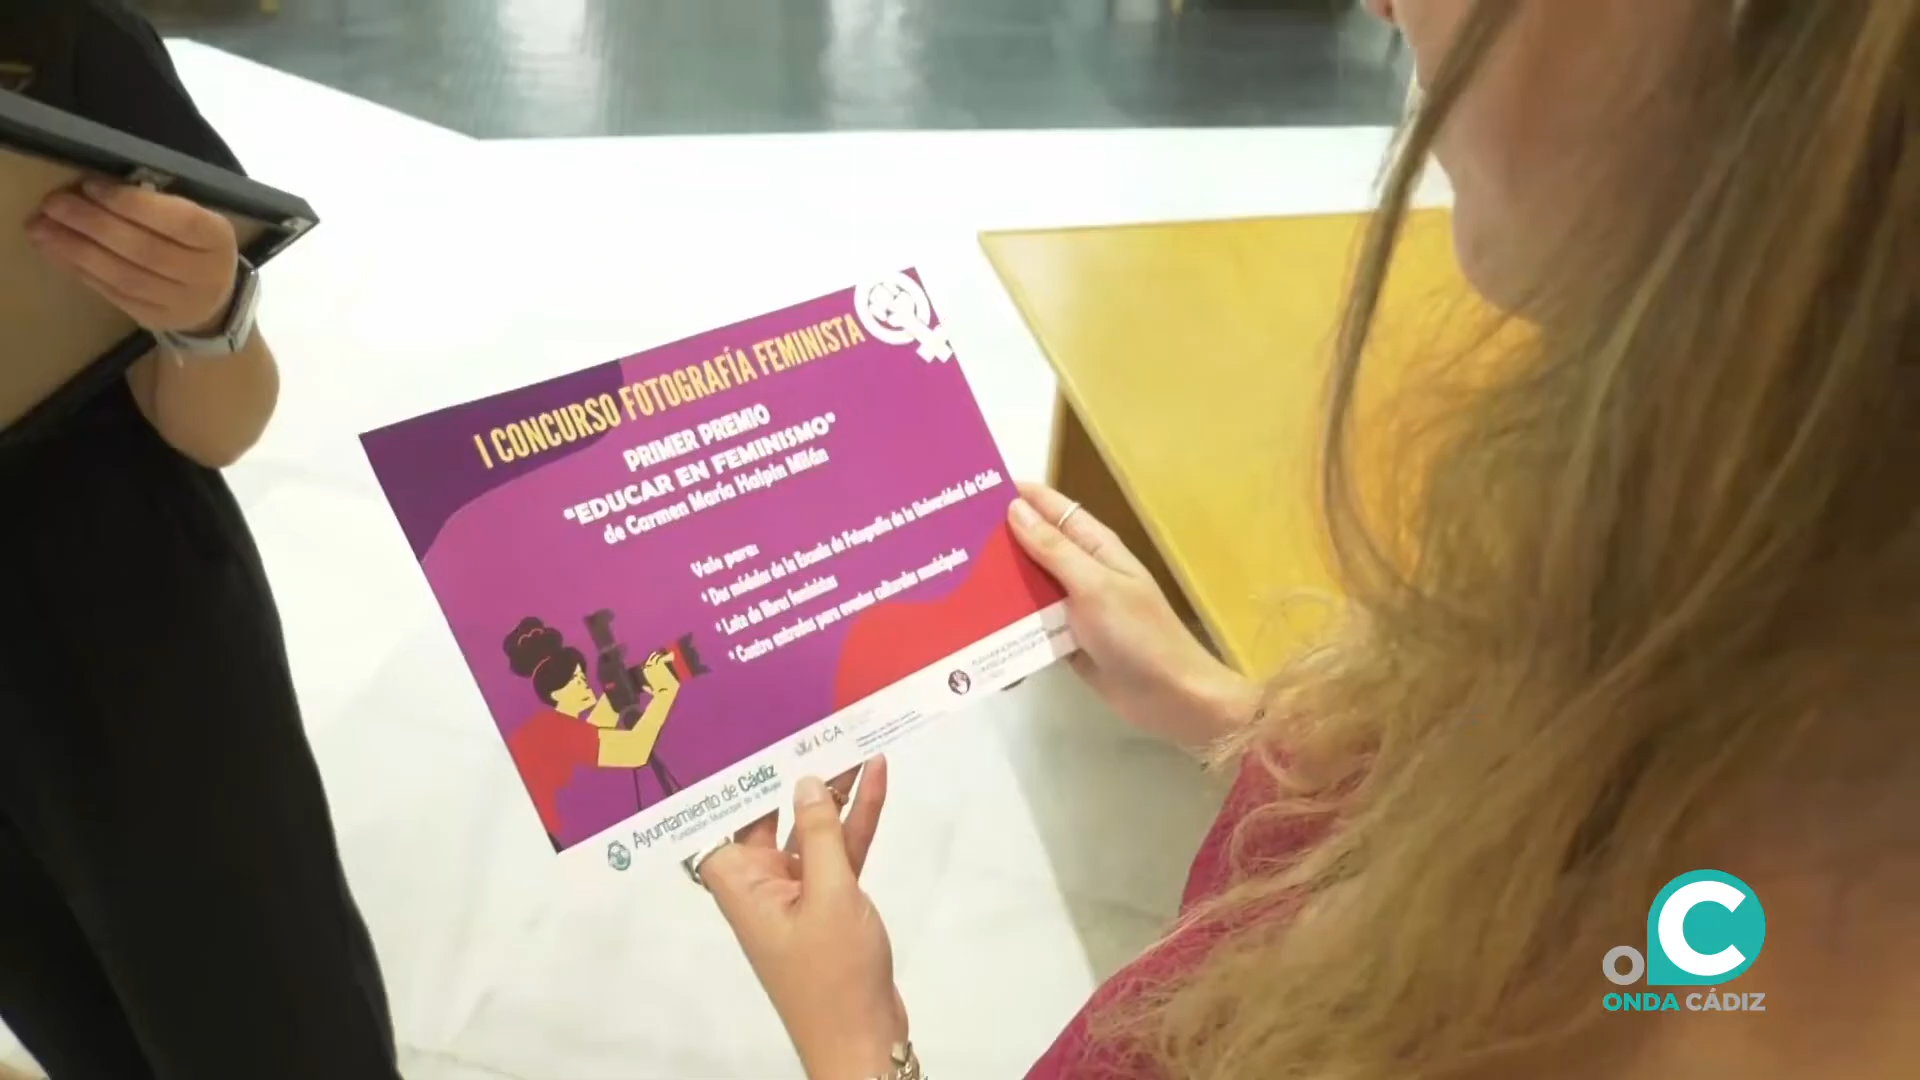 I CONCURSO FOTOGRAFÍA FEMINISTA
PRIMER PREMIO
"EDUCAR EN FEMINISMO"
de Carmen María Halpin Milán
Vale para:
* Dos módulos de la Escuela de Fotografía de la Universidad de Cádiz
* Lote de libros feministas
* Cuatro entradas para eventos culturales municipales
Ayuntamiento de Cádiz
Fundación Municipal de la Mujer
O C
ONDA CÁDIZ